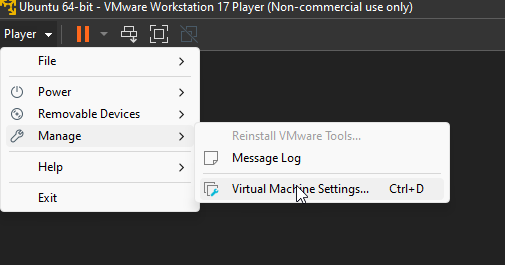 Ubuntu 64-bit - VMware Workstation 17 Player (Non-commercial use only)
Player
File
Power
Removable Devices
Manage
Help
Exit
Reinstall VMware Tools...
Message Log
Virtual Machine Settings... Ctrl+D